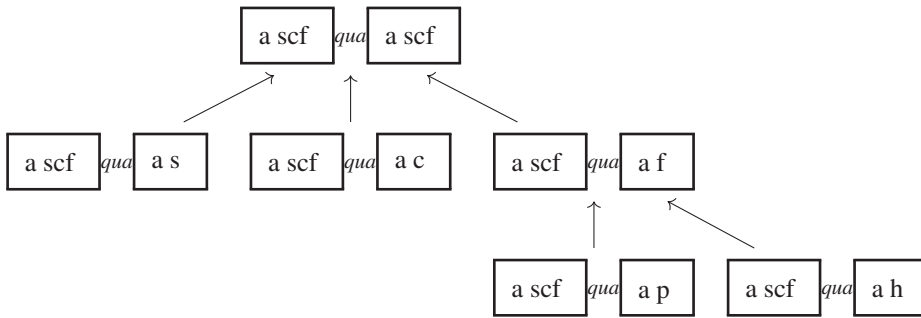 a scf qua a scf
a scf qua a s a scf qua a c a scf qua a f
a scf qua a p a scf qua a h